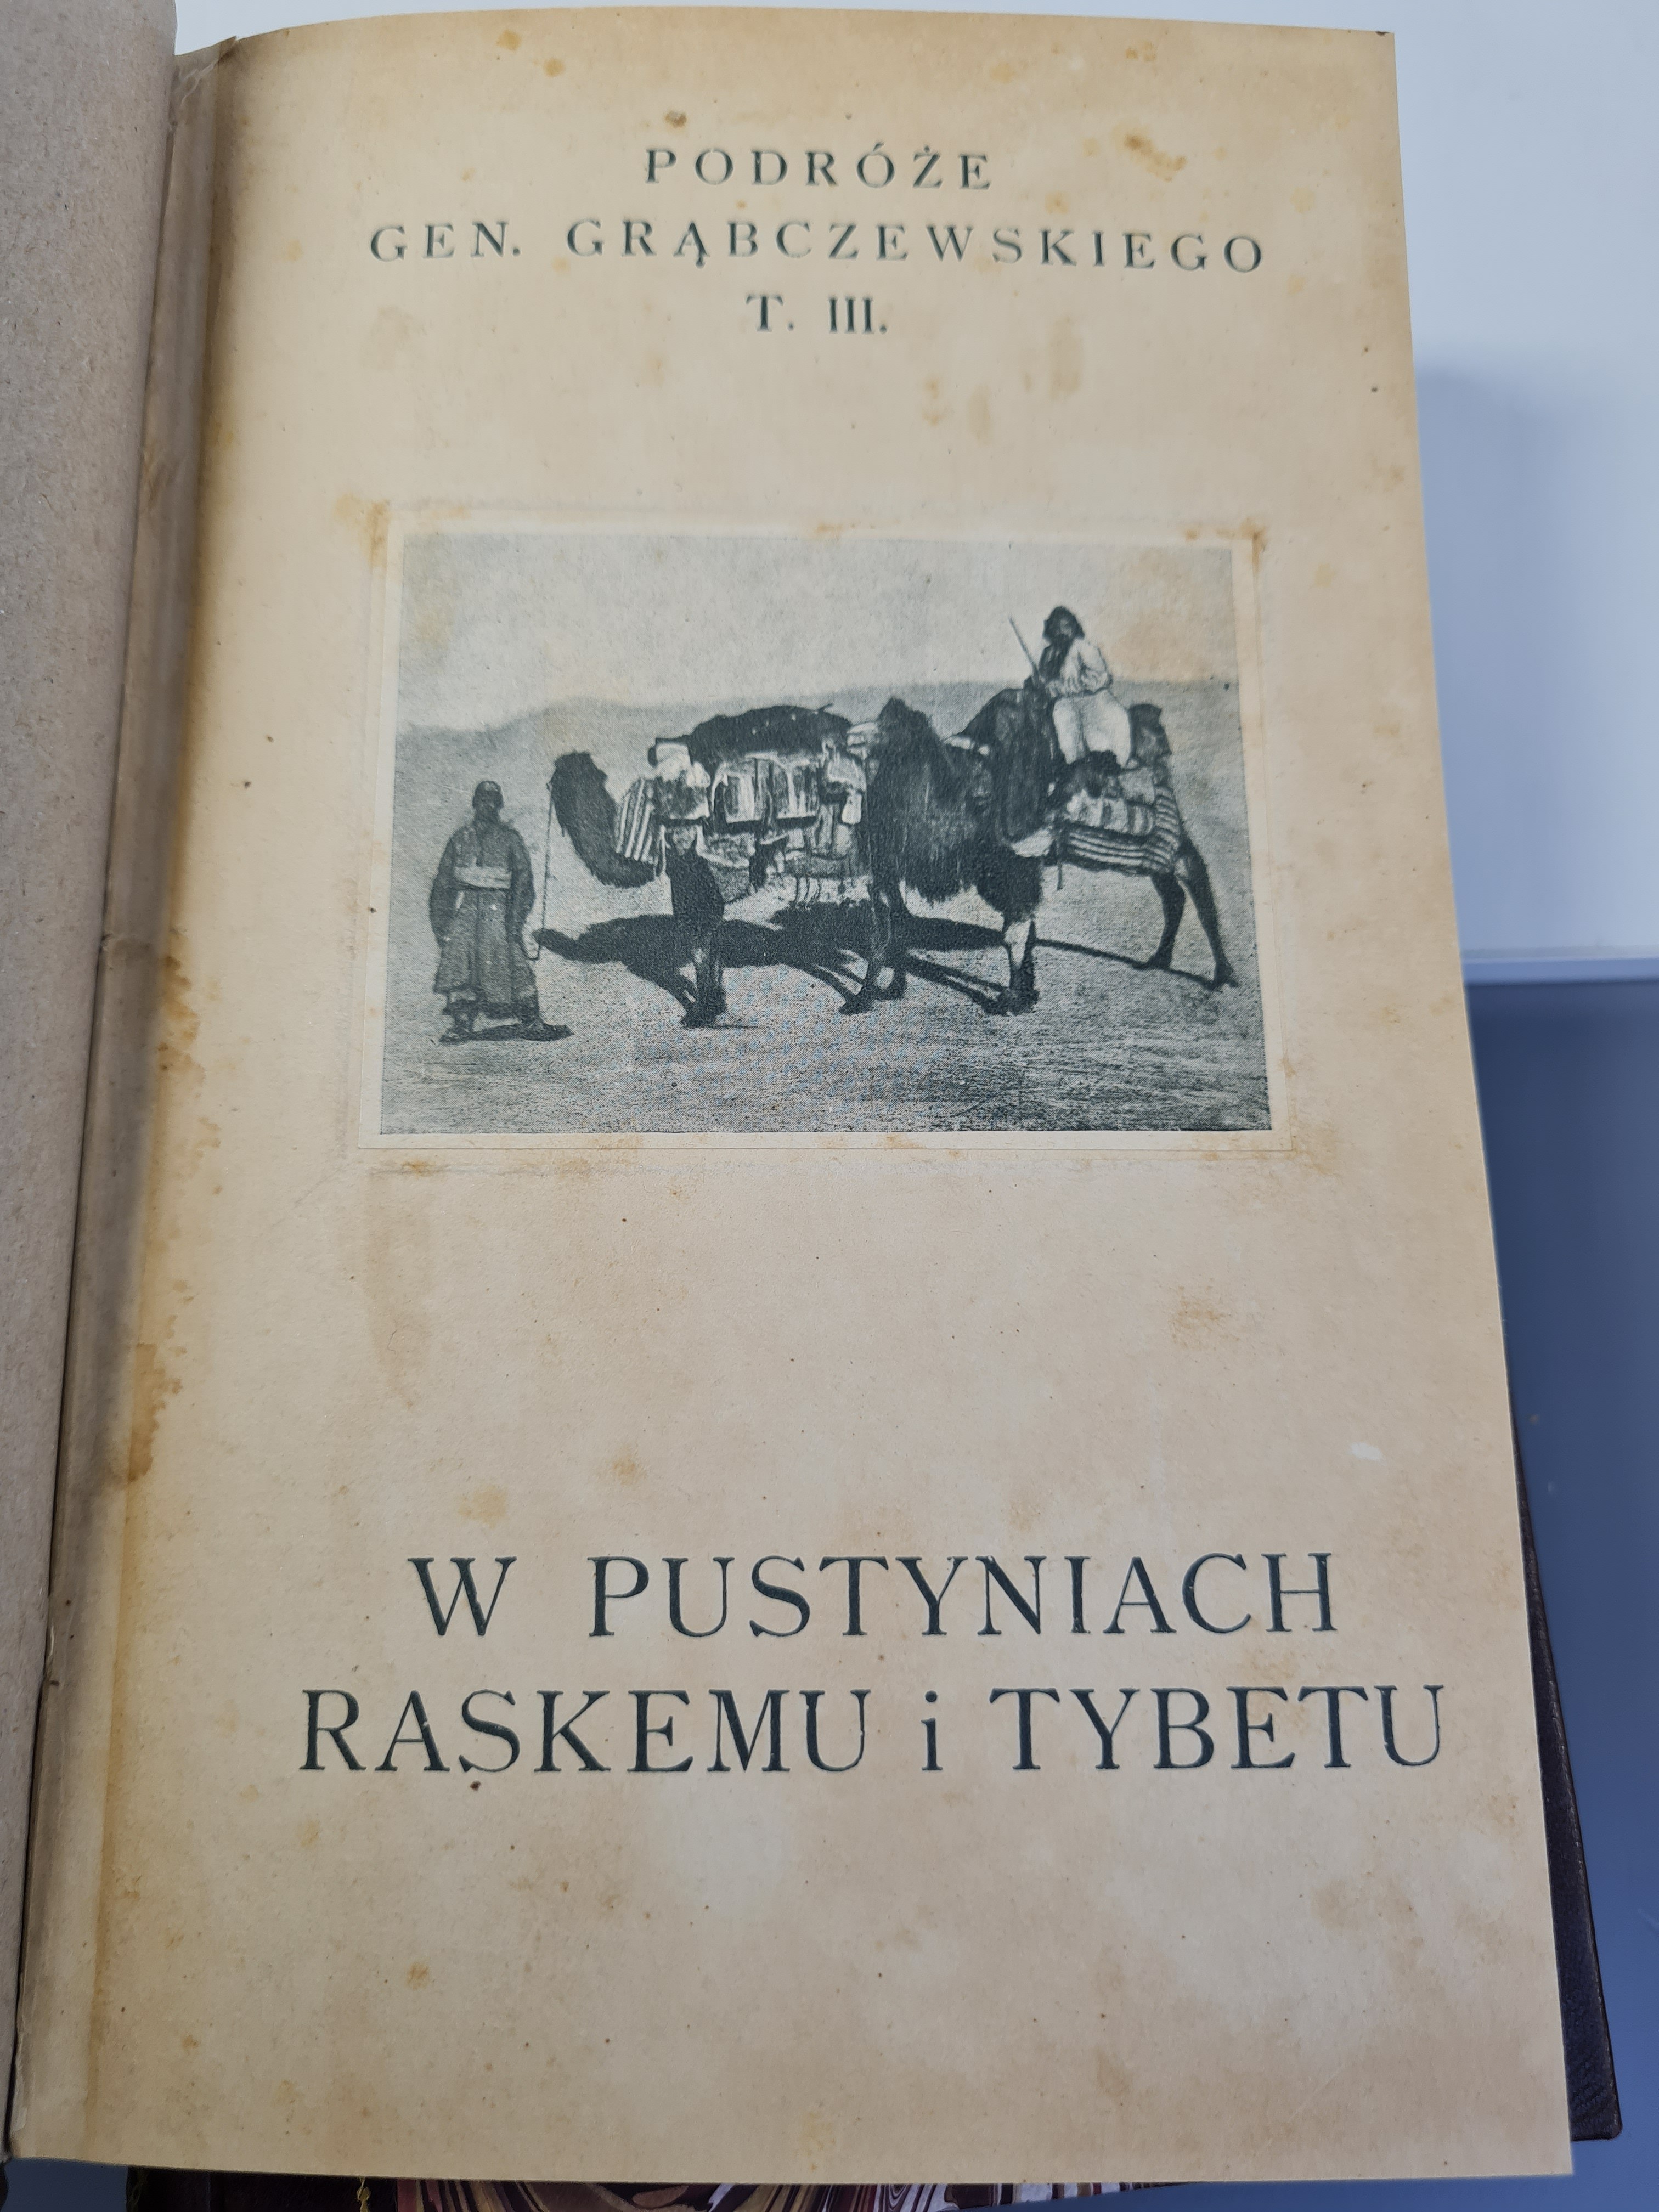 PODRÓŻE
GEN. GRĄBCZEWSKIEGO
T. III.
W PUSTYNIACH
RASKEMU i TYBETU